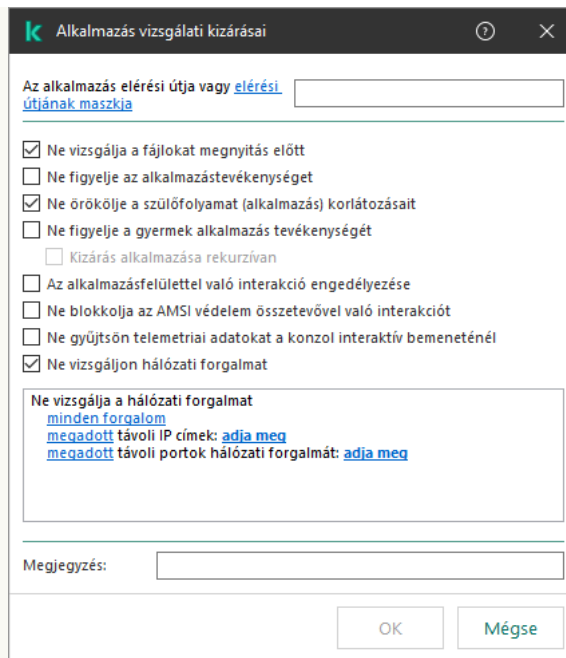 Alkalmazás vizsgálati kizárásai
Az alkalmazás elérési útja vagy elérési
útjának maszkja
Ne vizsgálja a fájlokat megnyitás előtt
Ne figyelje az alkalmazástevékenységet
Ne örökölje a szülőfolyamat (alkalmazás) korlátozásait
Ne figyelje a gyermek alkalmazás tevékenységét
Kizárás alkalmazása rekurzívan
Az alkalmazásfelülettel való interakció engedélyezése
Ne blokkolja az AMSI védelem összetevővel való interakciót
Ne gyűjtsön telemetriai adatokat a konzol interaktív bemeneténél
Ne vizsgáljon hálózati forgalmat
Ne vizsgálja a hálózati forgalmat
minden forgalom
megadott távoli IP címek: adja meg
megadott távoli portok hálózati forgalmát: adja meg
Megjegyzés:
OK Mégse